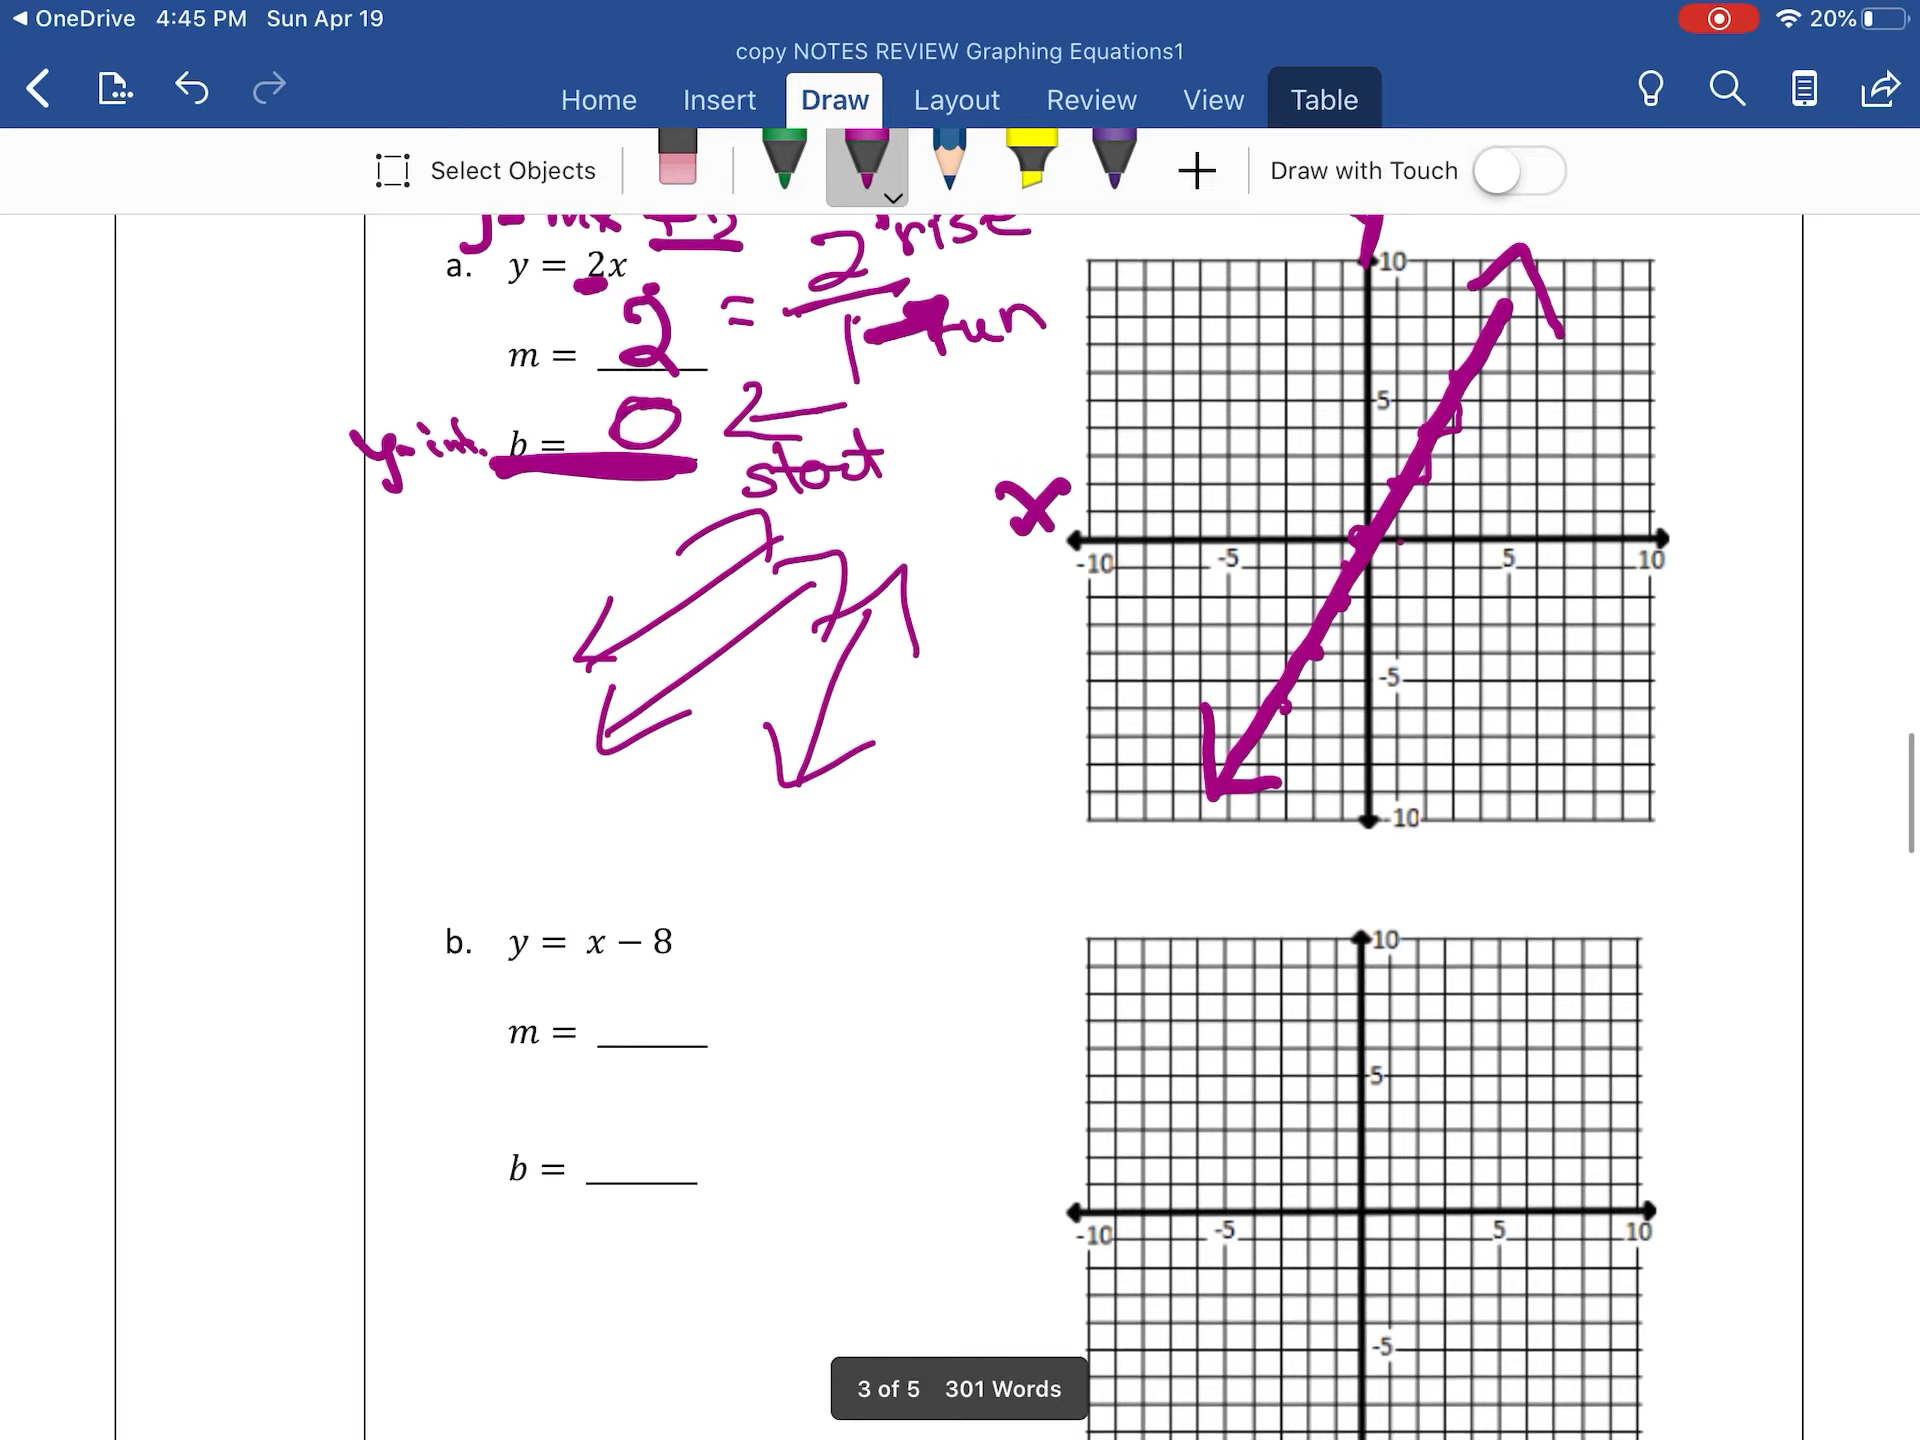 OneDrive 4:45 PM Sun Apr 19 20%
copy NOTES REVIEW Graphing Equations1
Home Insert Draw Layout Review View Table
Select Objects Draw with Touch
rise
a. y = 2x
2 = 2
1 run
m = 2
y-int. b = 0 start
x
10
5
-10 -5 5 10
-5
-10
b. y = x − 8
m = ______
b = ______
10
5
-10 -5 5 10
-5
3 of 5 301 Words